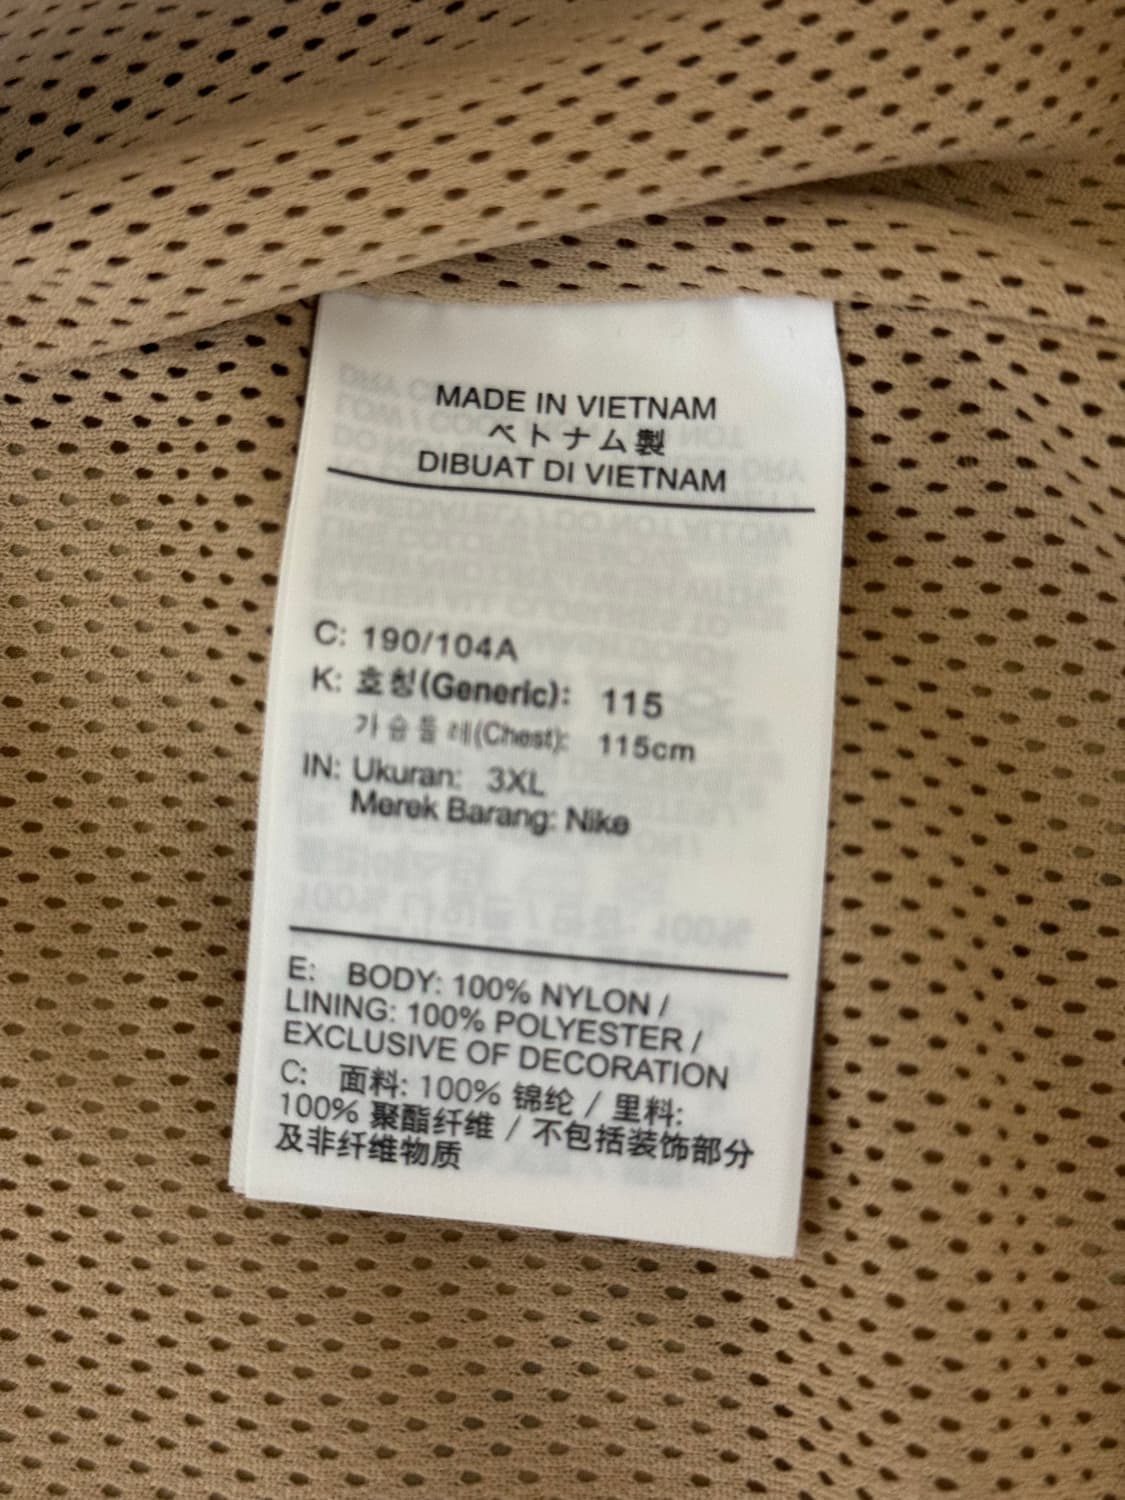 MADE IN VIETNAM
ベトナム製
DIBUAT DI VIETNAM
C: 190/104A
K: 호칭(Generic): 115
가슴둘레(Chest): 115cm
IN: Ukuran: 3XL
Merek Barang: Nike
E: BODY: 100% NYLON /
LINING: 100% POLYESTER /
EXCLUSIVE OF DECORATION
C: 面料: 100% 锦纶 / 里料:
100% 聚酯纤维 / 不包括装饰部分
及非纤维物质